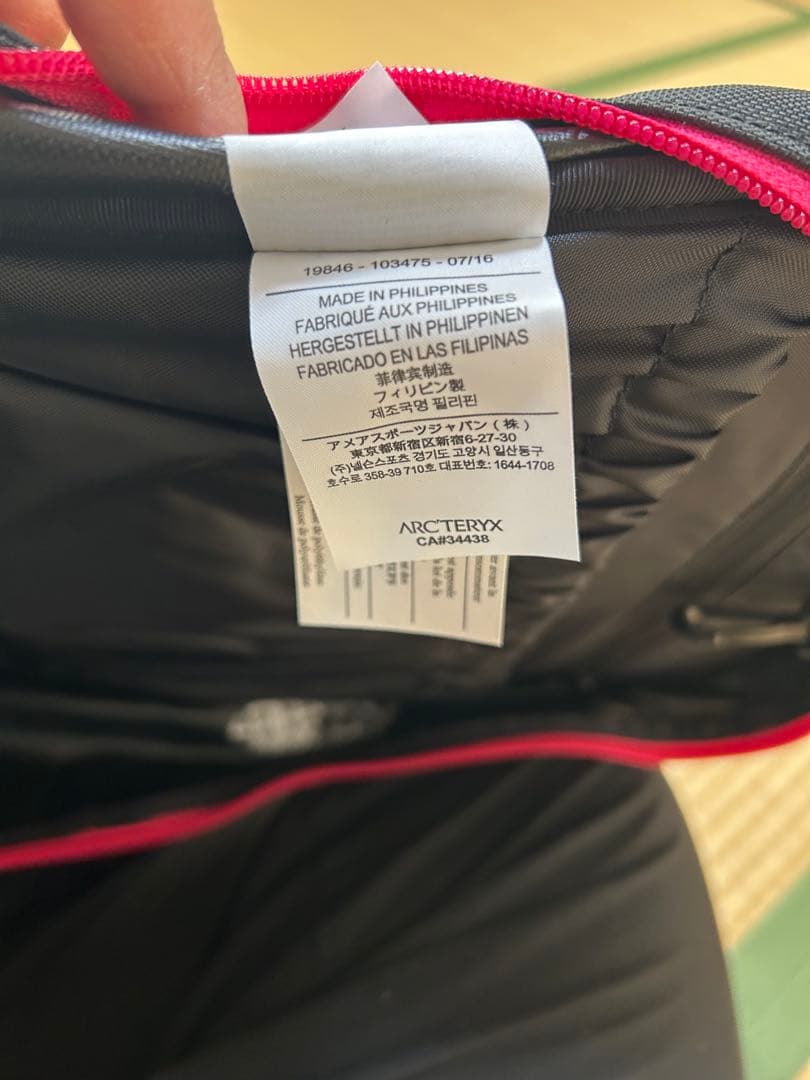 19846 - 103475 - 07/16
MADE IN PHILIPPINES
FABRIQUÉ AUX PHILIPPINES
HERGESTELLT IN PHILIPPINEN
FABRICADO EN LAS FILIPINAS
菲律宾制造
フィリピン製
제조국명 필리핀
アメアスポーツジャパン ( 株 )
東京都新宿区新宿6-27-30
(주)넬슨스포츠 경기도 고양시 일산동구
호수로 358-39 710호 대표번호: 1644-1708
ARC'TERYX
CA#34438